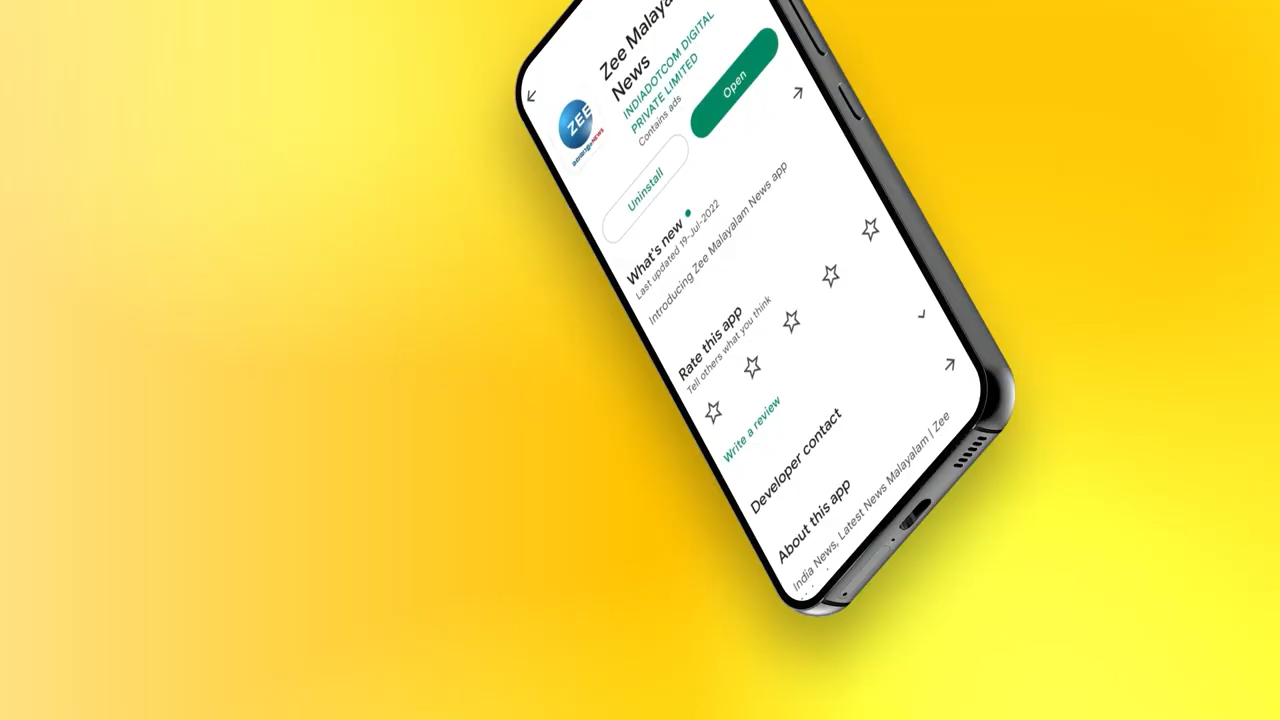 Zee Malaya
News
INDIADOTCOM DIGITAL
PRIVATE LIMITED
Contains ads
ZEE
മലയാളം NEWS
Uninstall
Open
What's new
Last updated 19-Jul-2022
Introducing Zee Malayalam News app
Rate this app
Tell others what you think
Write a review
Developer contact
About this app
India News, Latest News Malayalam | Zee